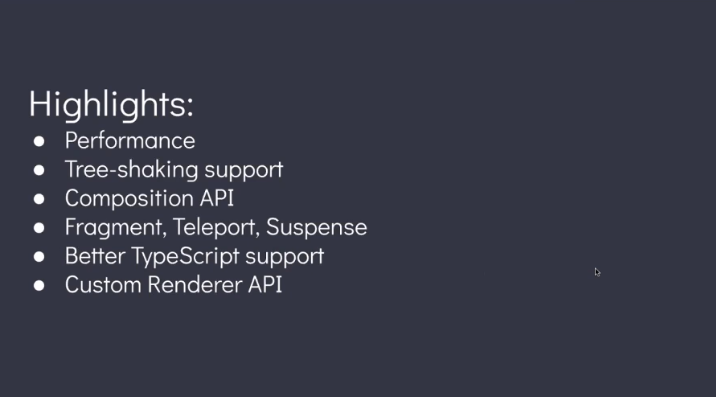 Highlights:
● Performance
● Tree-shaking support
● Composition API
● Fragment, Teleport, Suspense
● Better TypeScript support
● Custom Renderer API